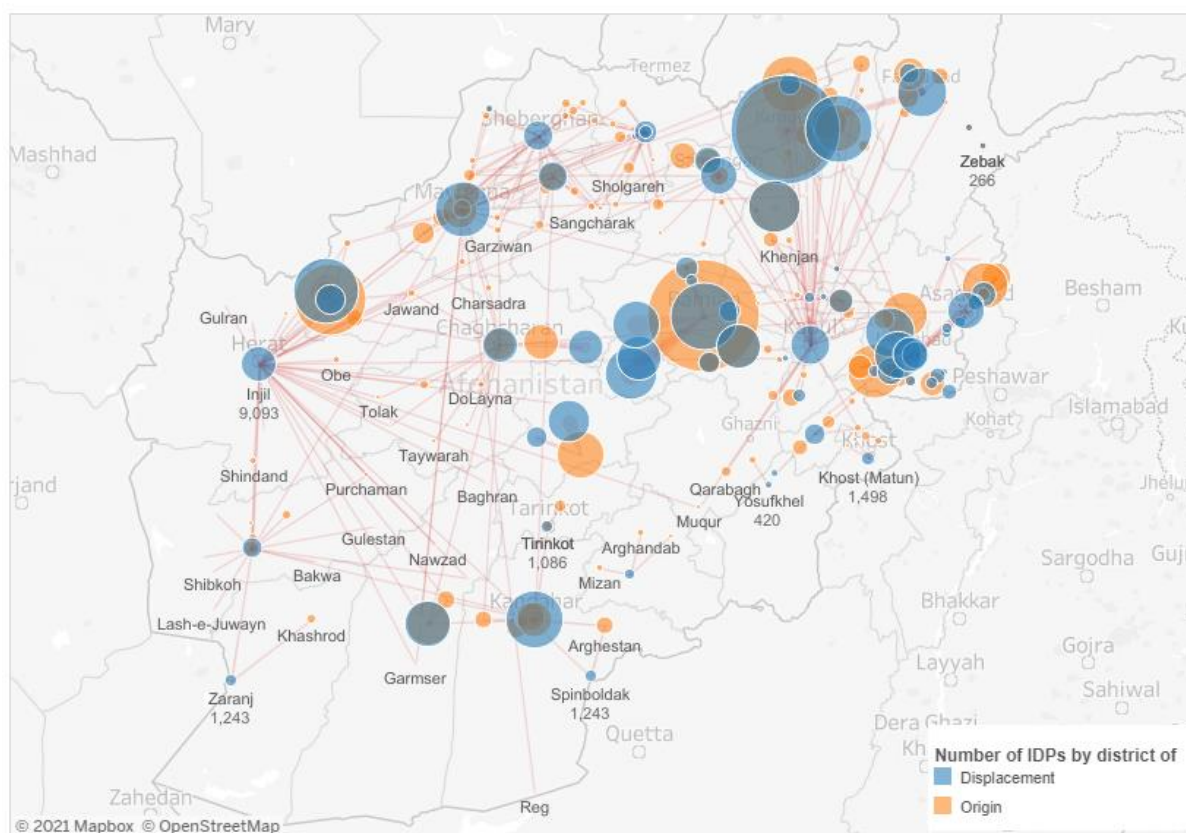 Mary
Termez
Mashhad
Sheberghan
Zebak
266
Sholgareh
Sangcharak
Garziwan
Khenjan
Besham
Jawand
Charsadra
Gulran
Herat
Chaghcharan
Injil
9,093
Obe
Afghanistan
Peshawar
Tolak
DoLayna
Islamabad
Kohat
Ghazni
Khost
Taywarah
Shindand
Purchaman
Baghran
Qarabagh
Khost (Matun)
1,498
Yosufkhel
420
Tarinkot
Muqur
Gulestan
Nawzad
Tirinkot
1,086
Arghandab
Sargodha
Shibkoh
Bakwa
Mizan
Kandahar
Bhakkar
Lash-e-Juwayn
Khashrod
Arghestan
Gojra
Layyah
Garmser
Zaranj
1,243
Spinboldak
1,243
Sahiwal
Quetta
Dera Ghazi
Number of IDPs by district of
Displacement
Origin
Zahedan
Reg
© 2021 Mapbox © OpenStreetMap